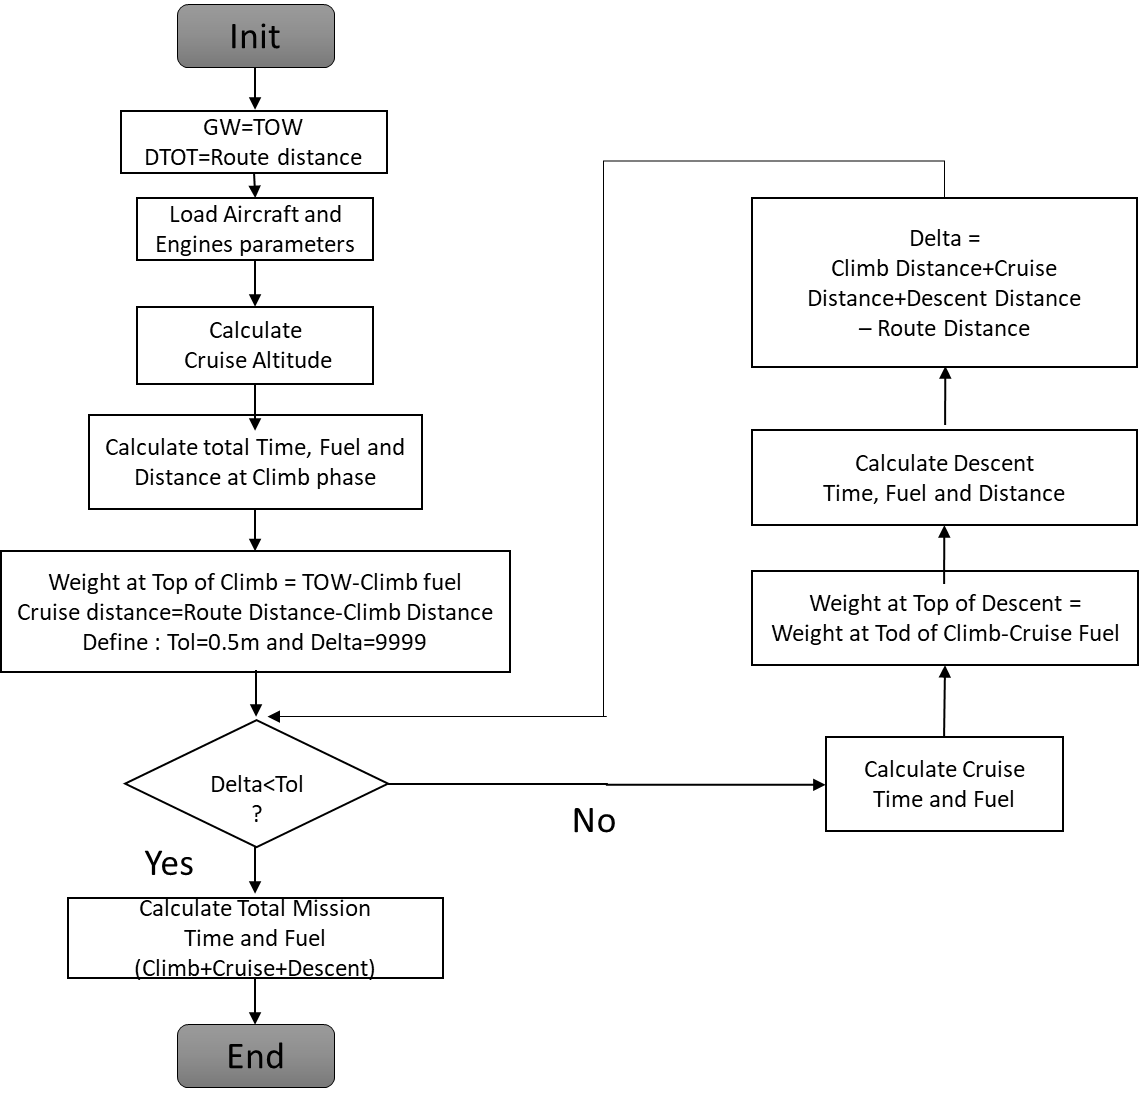 Init
GW=TOW
DTOT=Route distance
Load Aircraft and
Engines parameters
Calculate
Cruise Altitude
Calculate total Time, Fuel and
Distance at Climb phase
Weight at Top of Climb = TOW-Climb fuel
Cruise distance=Route Distance-Climb Distance
Define : Tol=0.5m and Delta=9999
Delta<Tol
?
No
Yes
Calculate Total Mission
Time and Fuel
(Climb+Cruise+Descent)
End
Calculate Cruise
Time and Fuel
Weight at Top of Descent =
Weight at Tod of Climb-Cruise Fuel
Calculate Descent
Time, Fuel and Distance
Delta =
Climb Distance+Cruise
Distance+Descent Distance
– Route Distance